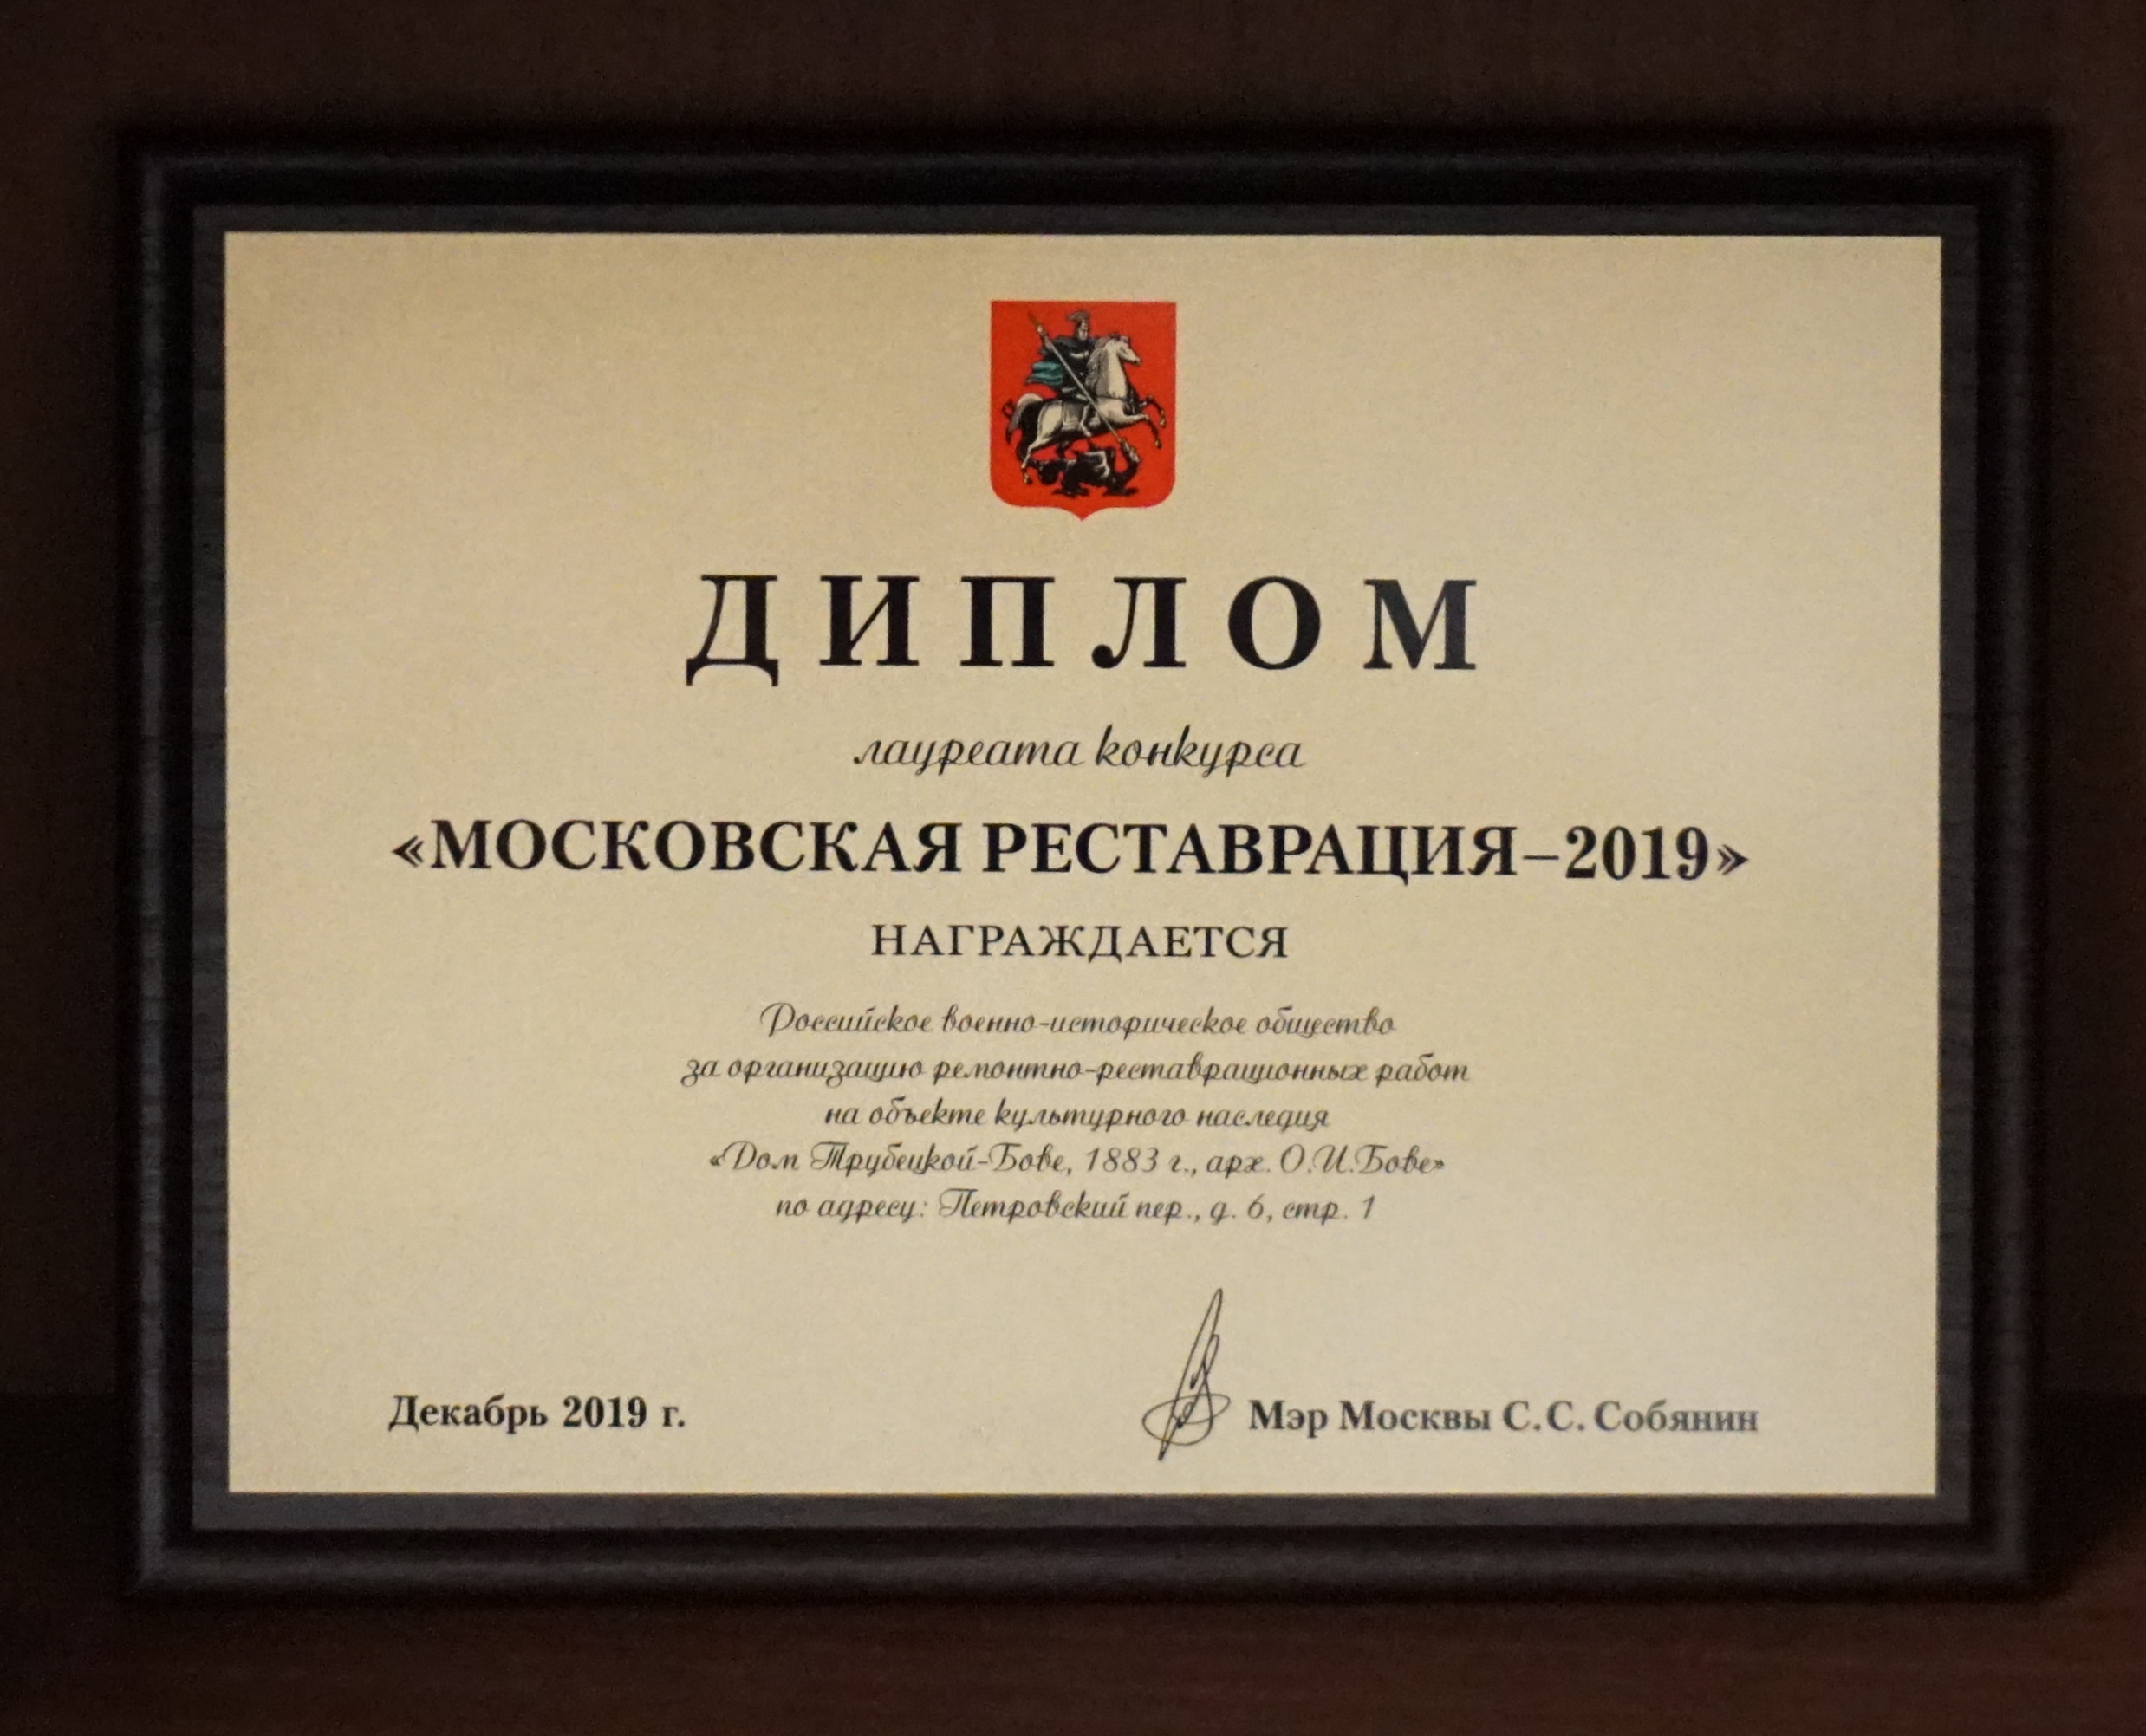 ДИПЛОМ
лауреата конкурса
«МОСКОВСКАЯ РЕСТАВРАЦИЯ–2019»
НАГРАЖДАЕТСЯ
Российское военно-историческое общество
за организацию ремонтно-реставрационных работ
на объекте культурного наследия
«Дом Трубецкой-Бове, 1883 г., арх. О.И.Бове»
по адресу: Петровский пер., д. 6, стр. 1
Декабрь 2019 г.
Мэр Москвы С.С. Собянин